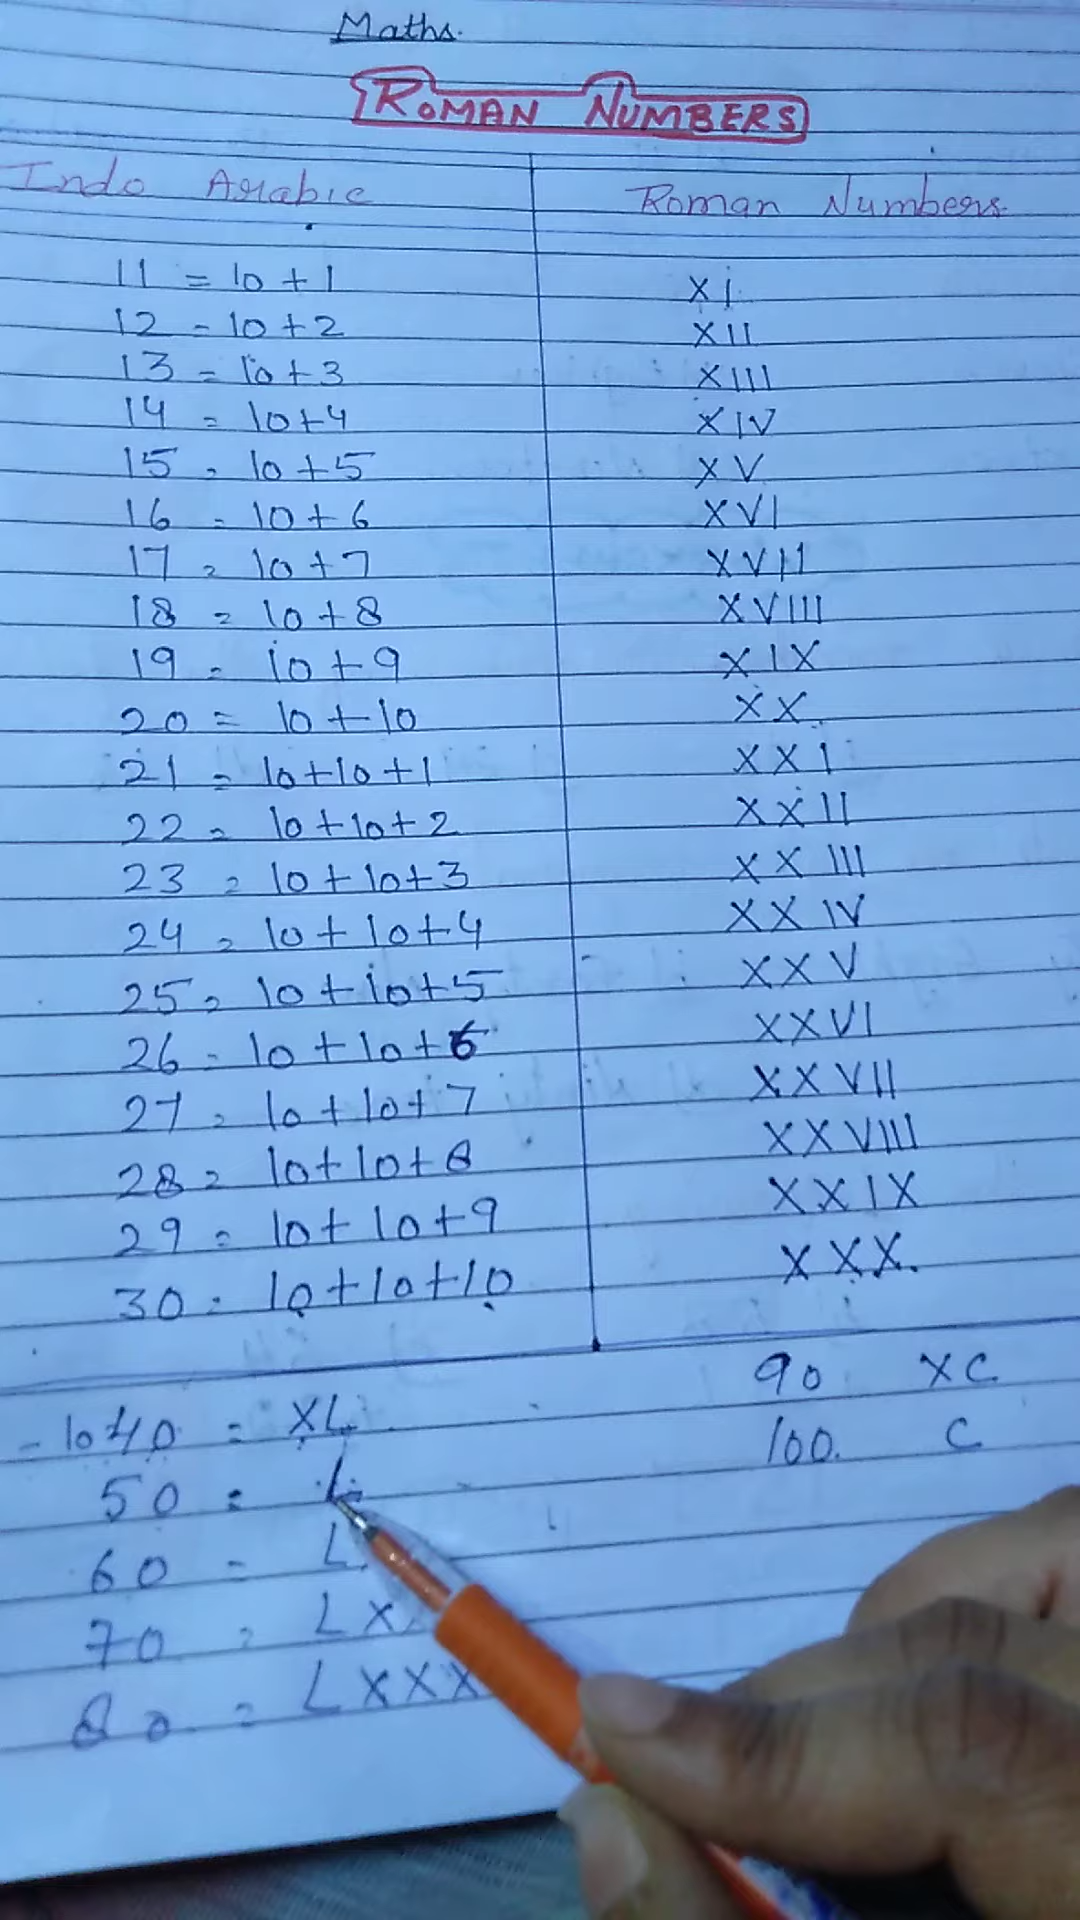 Maths.
ROMAN NUMBERS
Indo Arabic Roman Numbers
11 = 10 + 1 XI
12 = 10 + 2 XII
13 = 10 + 3 XIII
14 = 10 + 4 XIV
15 = 10 + 5 XV
16 = 10 + 6 XVI
17 = 10 + 7 XVII
18 = 10 + 8 XVIII
19 = 10 + 9 XIX
20 = 10 + 10 XX
21 = 10 + 10 + 1 XXI
22 = 10 + 10 + 2 XXII
23 = 10 + 10 + 3 XXIII
24 = 10 + 10 + 4 XXIV
25 = 10 + 10 + 5 XXV
26 = 10 + 10 + 6 XXVI
27 = 10 + 10 + 7 XXVII
28 = 10 + 10 + 8 XXVIII
29 = 10 + 10 + 9 XXIX
30 = 10 + 10 + 10 XXX.
90 XC
- 10 40 = XL
100. C
50 = L
60 = L
70 = LX
80 = LXXX